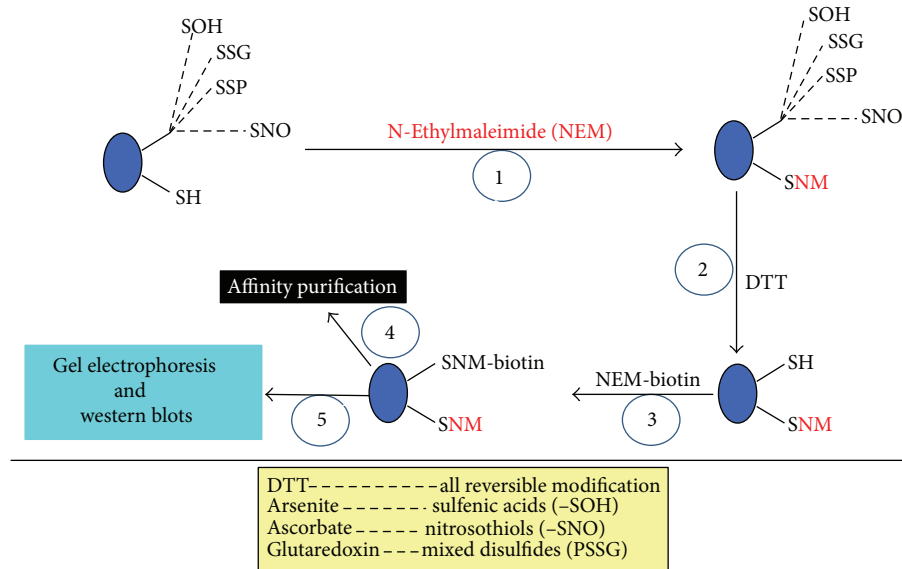 SOH
SSG
SSP
SNO
SH
N-Ethylmaleimide (NEM)
1
SOH
SSG
SSP
SNO
SNM
2
DTT
Affinity purification
4
Gel electrophoresis
and
western blots
5
SNM-biotin
SNM
NEM-biotin
3
SH
SNM
DTT – – – – – – – – – – – all reversible modification
Arsenite – – – – – – – sulfenic acids (–SOH)
Ascorbate – – – – – nitrosothiols (–SNO)
Glutaredoxin – – – mixed disulfides (PSSG)